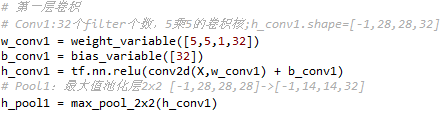 # 第一层卷积
# Conv1:32个filter个数，5乘5的卷积核;h_conv1.shape=[-1,28,28,32]
w_conv1 = weight_variable([5,5,1,32])
b_conv1 = bias_variable([32])
h_conv1 = tf.nn.relu(conv2d(X,w_conv1) + b_conv1)
# Pool1: 最大值池化层2x2 [-1,28,28,28]->[-1,14,14,32]
h_pool1 = max_pool_2x2(h_conv1)